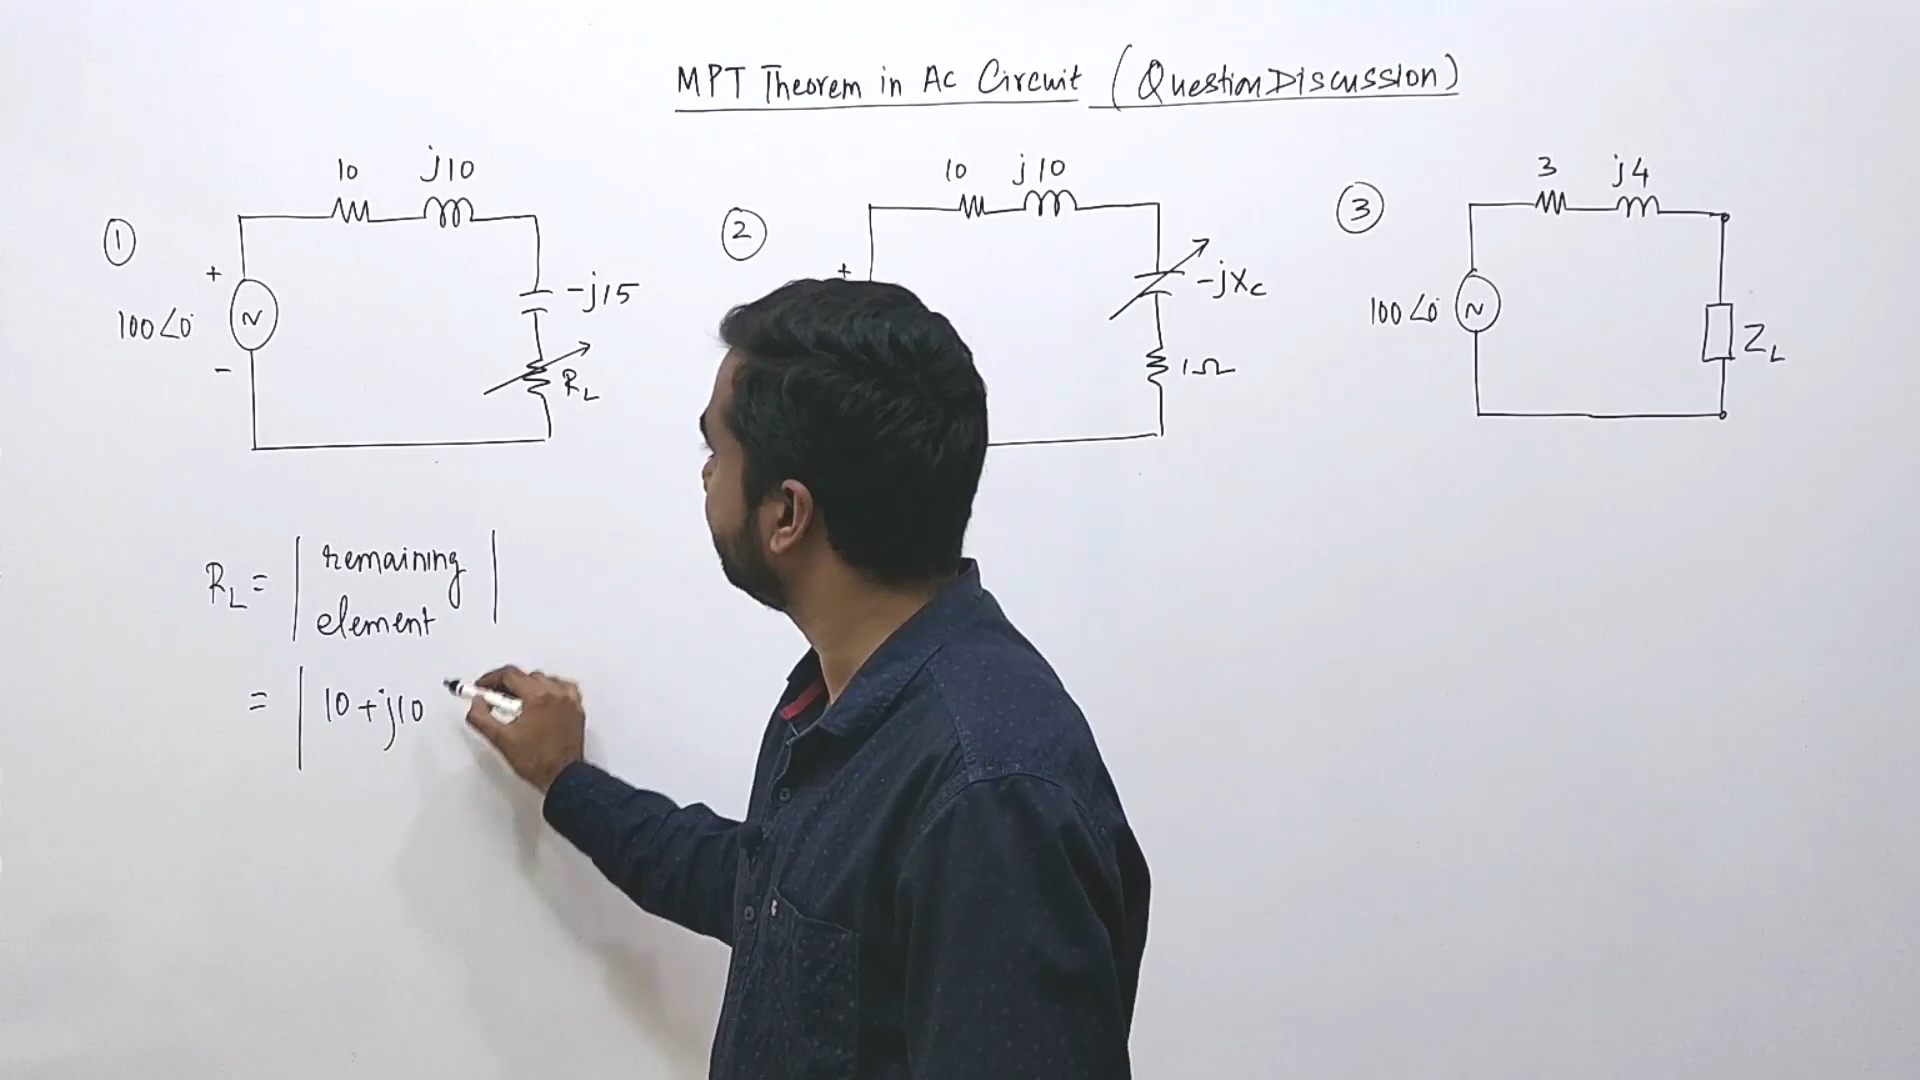 MPT Theorem in Ac Circuit (Question Discussion)
1
10 j10
+
100∠0°
-
-j15
RL
2
10 j10
+
-jXc
1Ω
3
3 j4
100∠0°
ZL
RL = | remaining element |
= | 10+j10